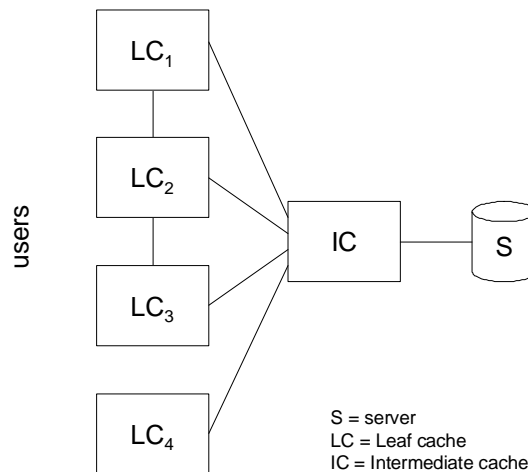 LC₁
LC₂
users
IC
S
LC₃
LC₄
S = server
LC = Leaf cache
IC = Intermediate cache